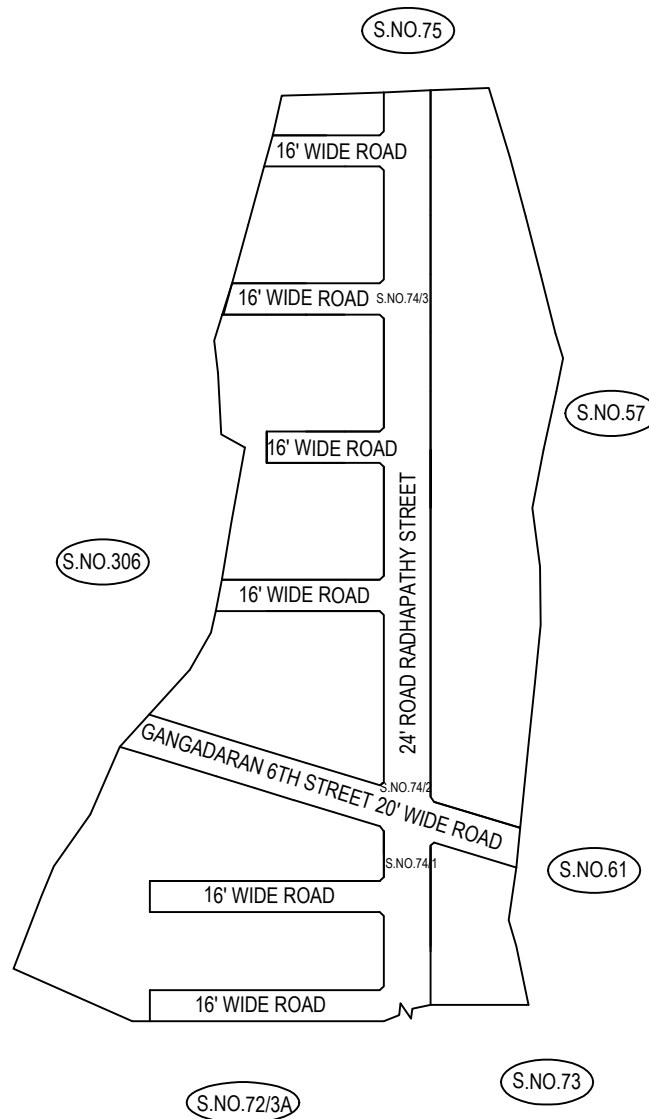 S.NO.75
16' WIDE ROAD
16' WIDE ROAD
S.NO.74/3
S.NO.57
16' WIDE ROAD
24' ROAD RADHAPATHY STREET
S.NO.306
16' WIDE ROAD
GANGADARAN 6TH STREET 20' WIDE ROAD
S.NO.74/2
S.NO.74/1
S.NO.61
16' WIDE ROAD
16' WIDE ROAD
S.NO.73
S.NO.72/3A